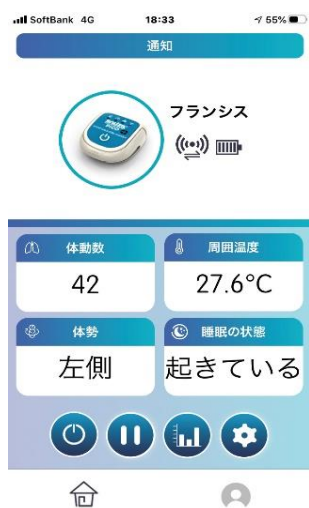 SoftBank 4G 18:33 55%
通知
フランシス
体動数
42
周囲温度
27.6°C
体勢
左側
睡眠の状態
起きている